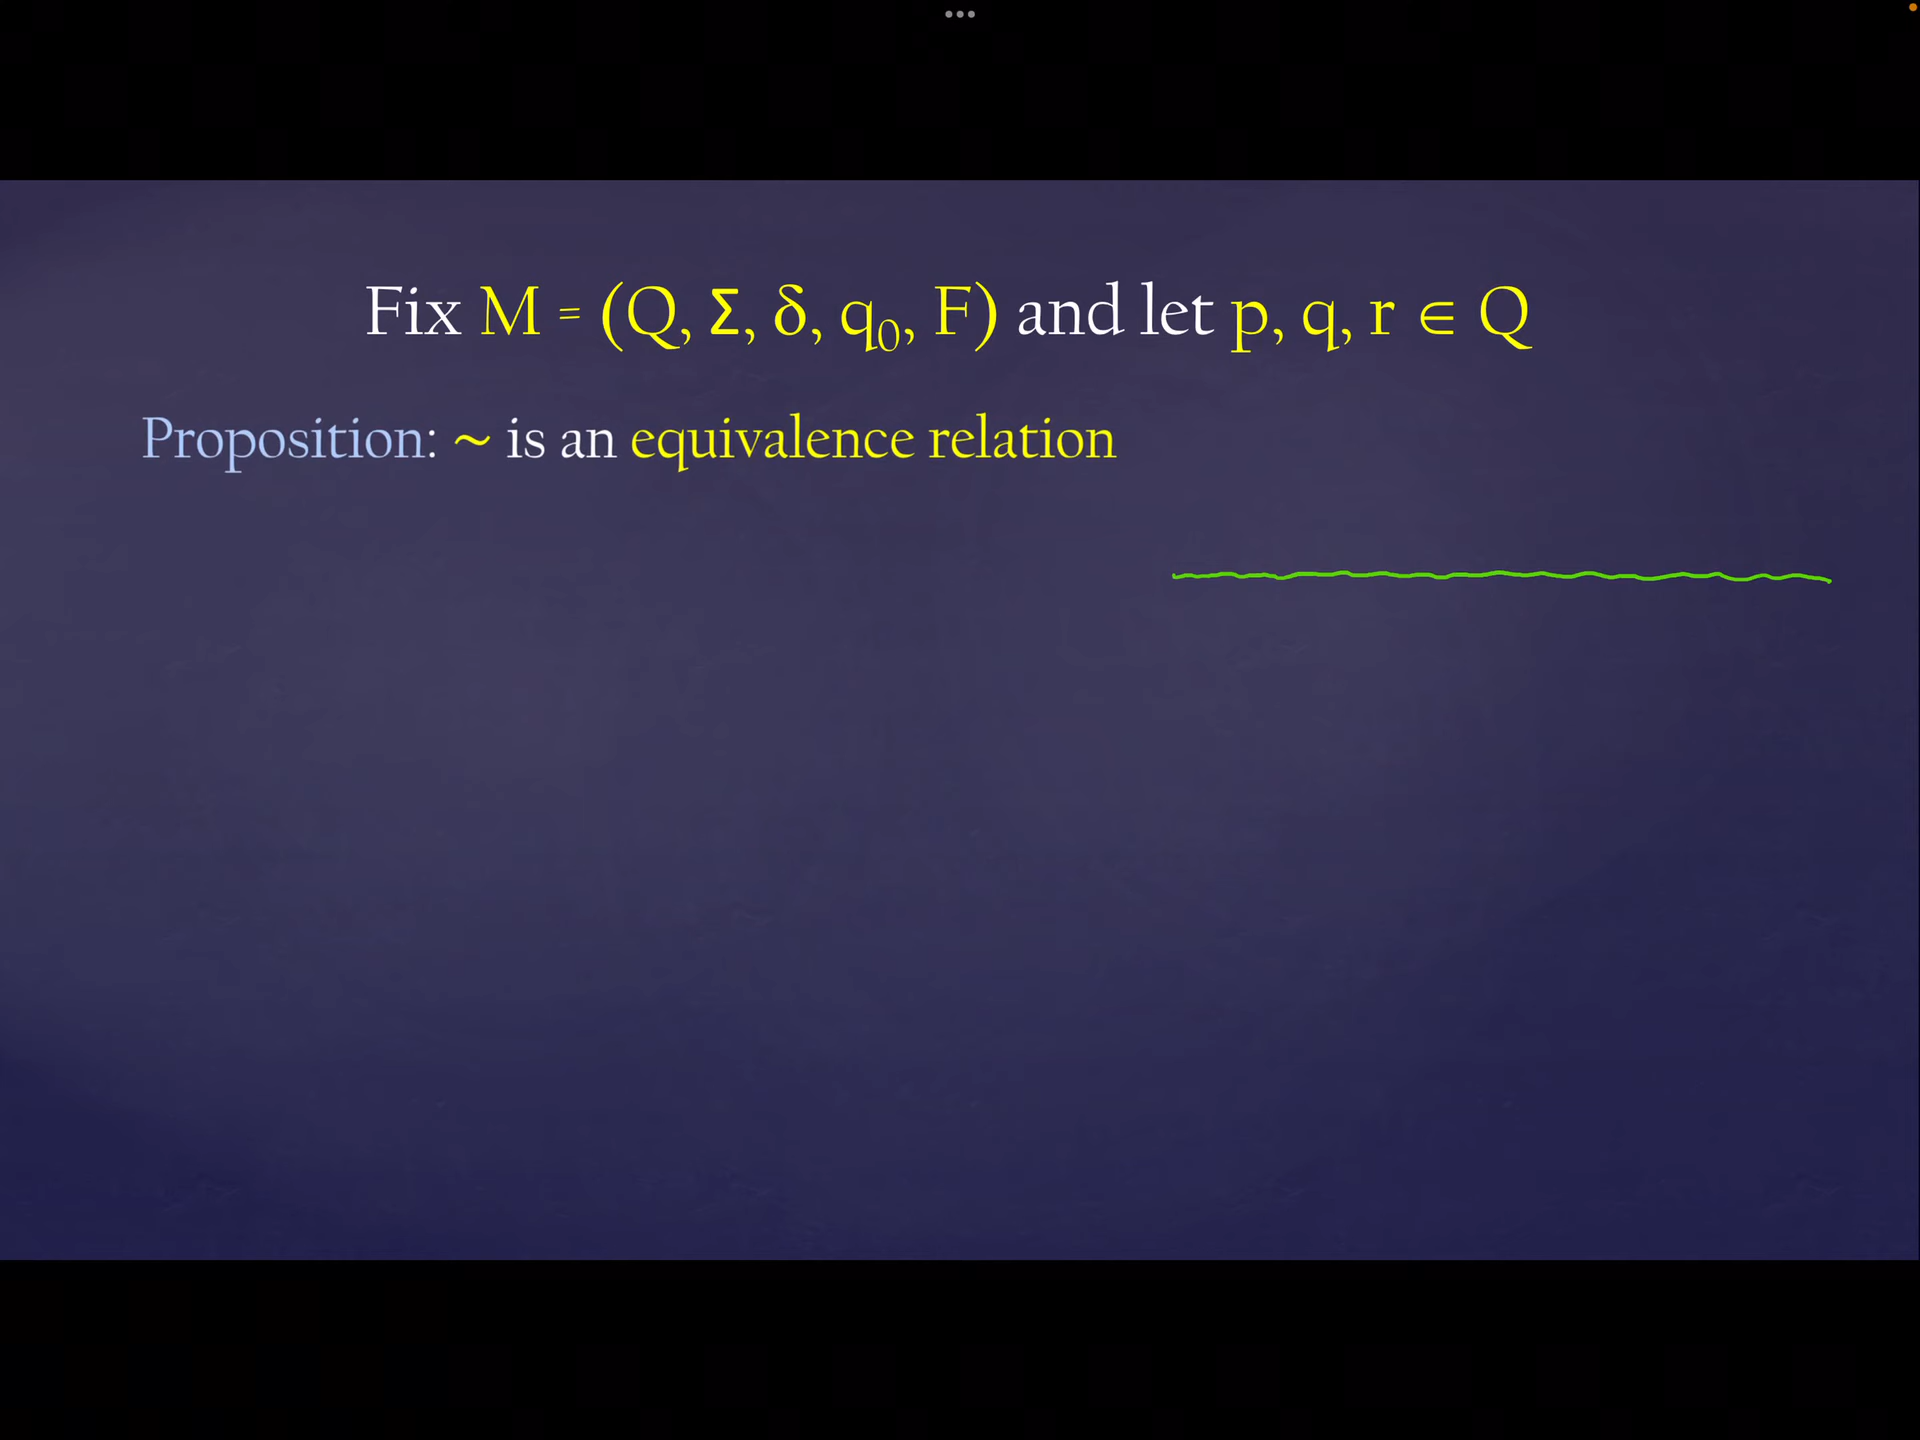 Fix M = (Q, Σ, δ, q₀, F) and let p, q, r ∈ Q
Proposition: ~ is an equivalence relation